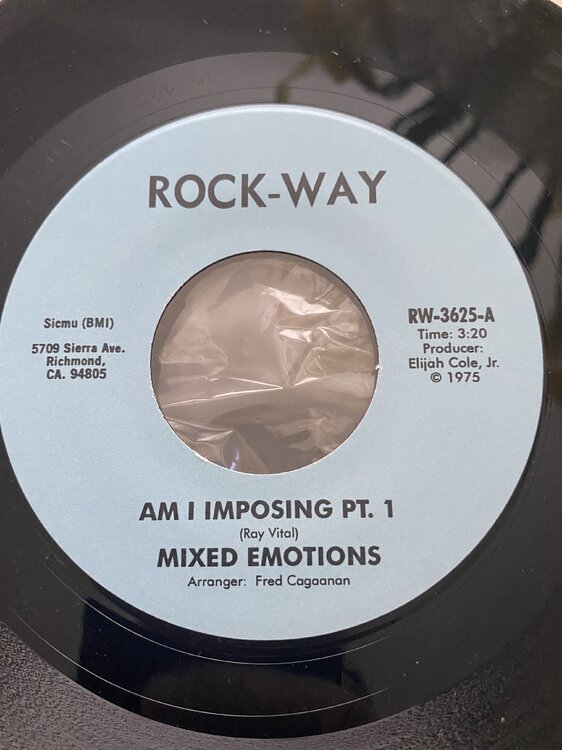 ROCK-WAY
Sicmu (BMI)
5709 Sierra Ave.
Richmond,
CA. 94805
RW-3625-A
Time: 3:20
Producer:
Elijah Cole, Jr.
© 1975
AM I IMPOSING PT. 1
(Ray Vital)
MIXED EMOTIONS
Arranger: Fred Cagaanan